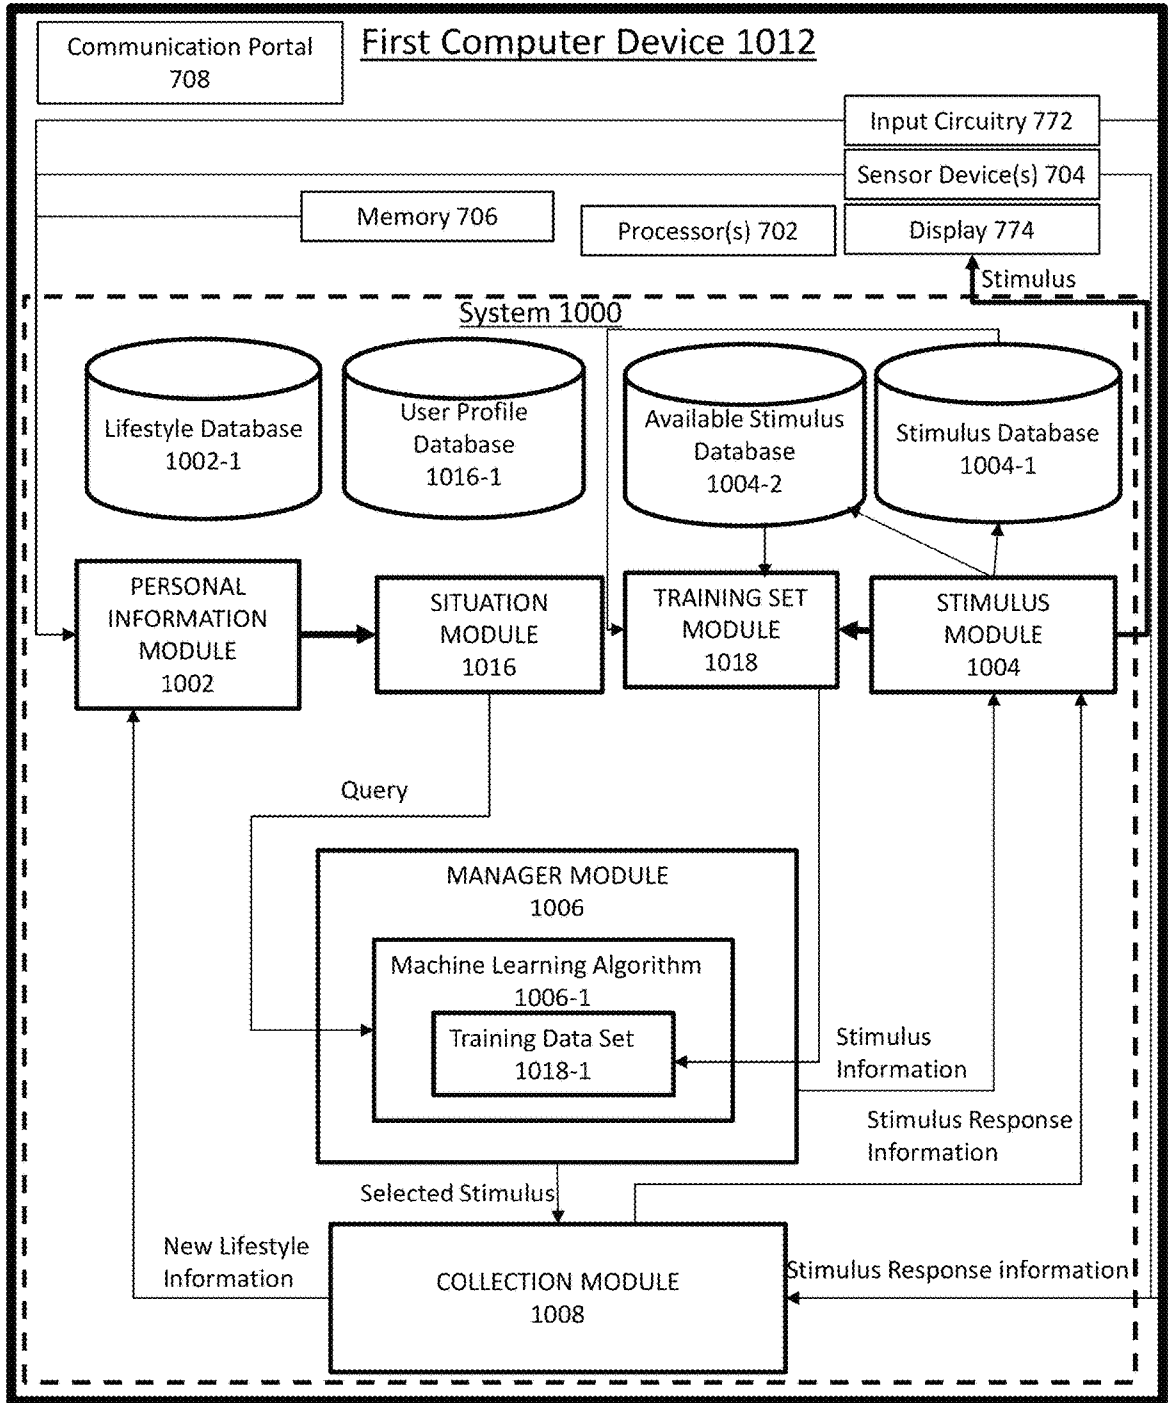 Communication Portal
708
First Computer Device 1012
Input Circuitry 772
Sensor Device(s) 704
Memory 706
Processor(s) 702
Display 774
Stimulus
System 1000
Lifestyle Database
1002-1
User Profile
Database
1016-1
Available Stimulus
Database
1004-2
Stimulus Database
1004-1
PERSONAL
INFORMATION
MODULE
1002
SITUATION
MODULE
1016
TRAINING SET
MODULE
1018
STIMULUS
MODULE
1004
Query
MANAGER MODULE
1006
Machine Learning Algorithm
1006-1
Training Data Set
1018-1
Stimulus
Information
Stimulus Response
Information
Selected Stimulus
New Lifestyle
Information
COLLECTION MODULE
1008
Stimulus Response information